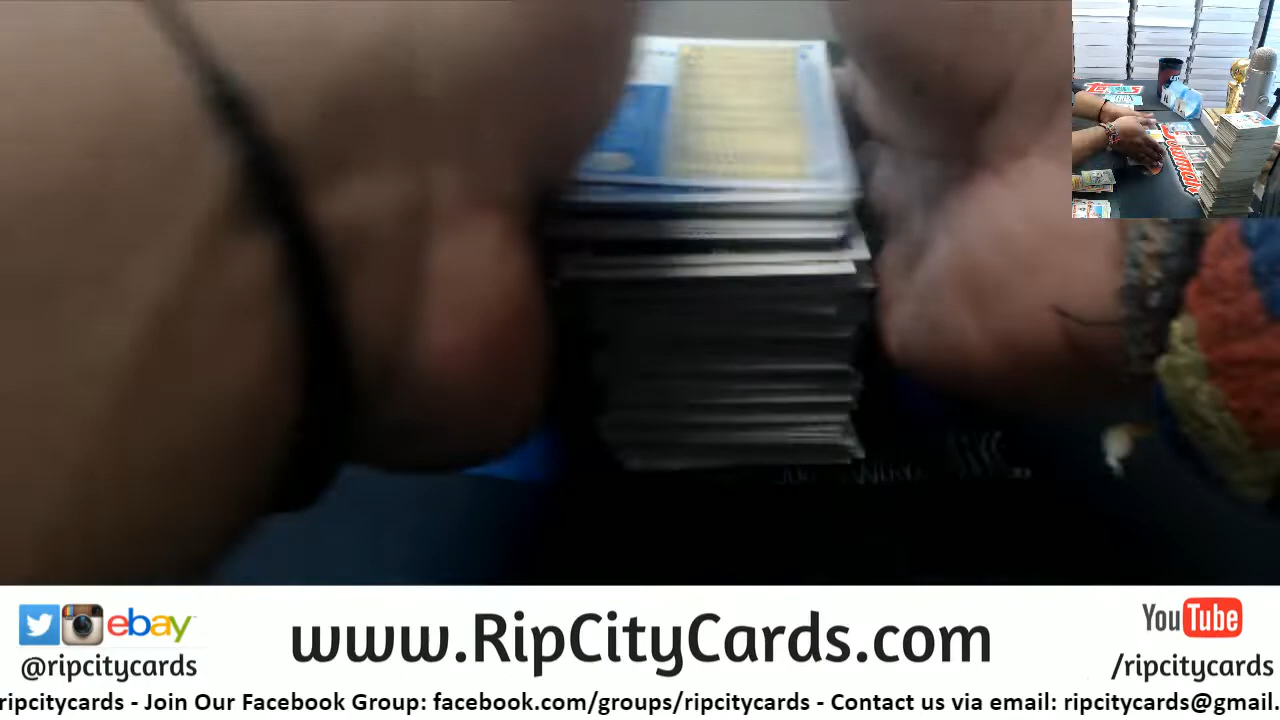 TOPPS
ebay
@ripcitycards
www.RipCityCards.com
YouTube
/ripcitycards
ripcitycards - Join Our Facebook Group: facebook.com/groups/ripcitycards - Contact us via email: ripcitycards@gmail.